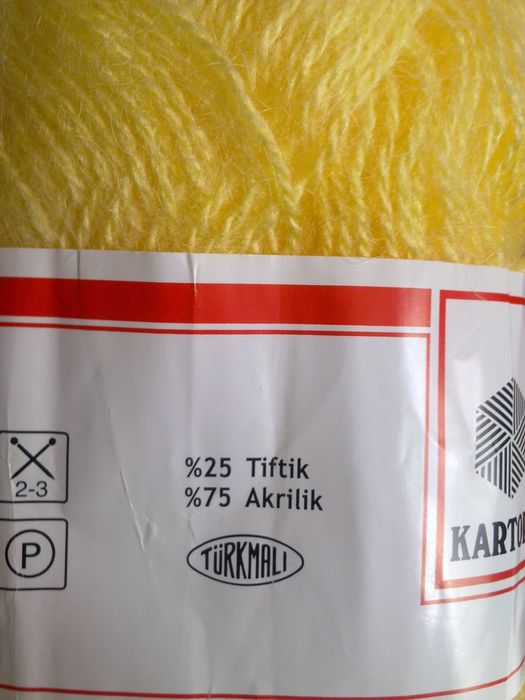 %25 Tiftik
%75 Akrilik
2-3
P
TÜRKMALI